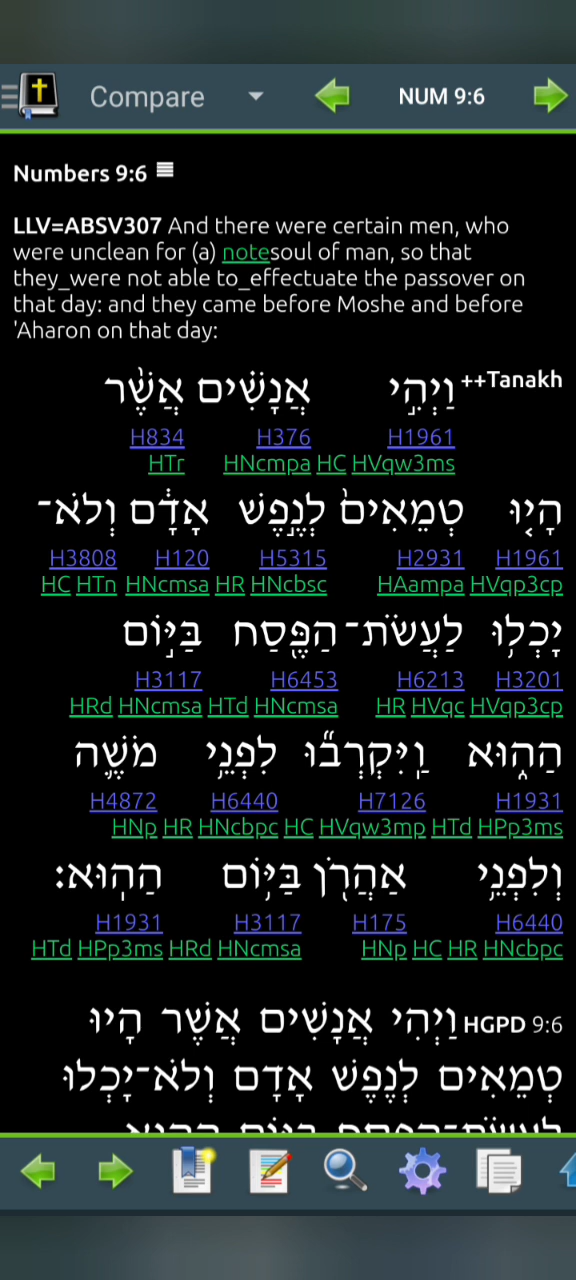 Compare
NUM 9:6
Numbers 9:6
LLV=ABSV307 And there were certain men, who
were unclean for (a) notesoul of man, so that
they_were not able to_effectuate the passover on
that day: and they came before Moshe and before
'Aharon on that day:
++Tanakh וַיְהִ֣י אֲנָשִׁ֗ים אֲשֶׁ֨ר
H834 H376 H1961
HTr HNcmpa HC HVqw3ms
הָי֤וּ טְמֵאִים֙ לְנֶ֣פֶשׁ אָדָ֔ם וְלֹא־
H3808 H120 H5315 H2931 H1961
HC HTn HNcmsa HR HNcbsc HAampa HVqp3cp
יָכְל֥וּ לַעֲשֹׂת־הַפֶּ֖סַח בַּיּ֣וֹם
H3117 H6453 H6213 H3201
HRd HNcmsa HTd HNcmsa HR HVqc HVqp3cp
הַה֑וּא וַֽיִּקְרְב֞וּ לִפְנֵ֥י מֹשֶׁ֛ה
H4872 H6440 H7126 H1931
HNp HR HNcbpc HC HVqw3mp HTd HPp3ms
וְלִפְנֵ֥י אַהֲרֹ֖ן בַּיּ֥וֹם הַהֽוּא׃
H1931 H3117 H175 H6440
HTd HPp3ms HRd HNcmsa HNp HC HR HNcbpc
HGPD 9:6 וַיְהִי אֲנָשִׁים אֲשֶׁר הָיוּ
טְמֵאִים לְנֶפֶשׁ אָדָם וְלֹא־יָכְלוּ